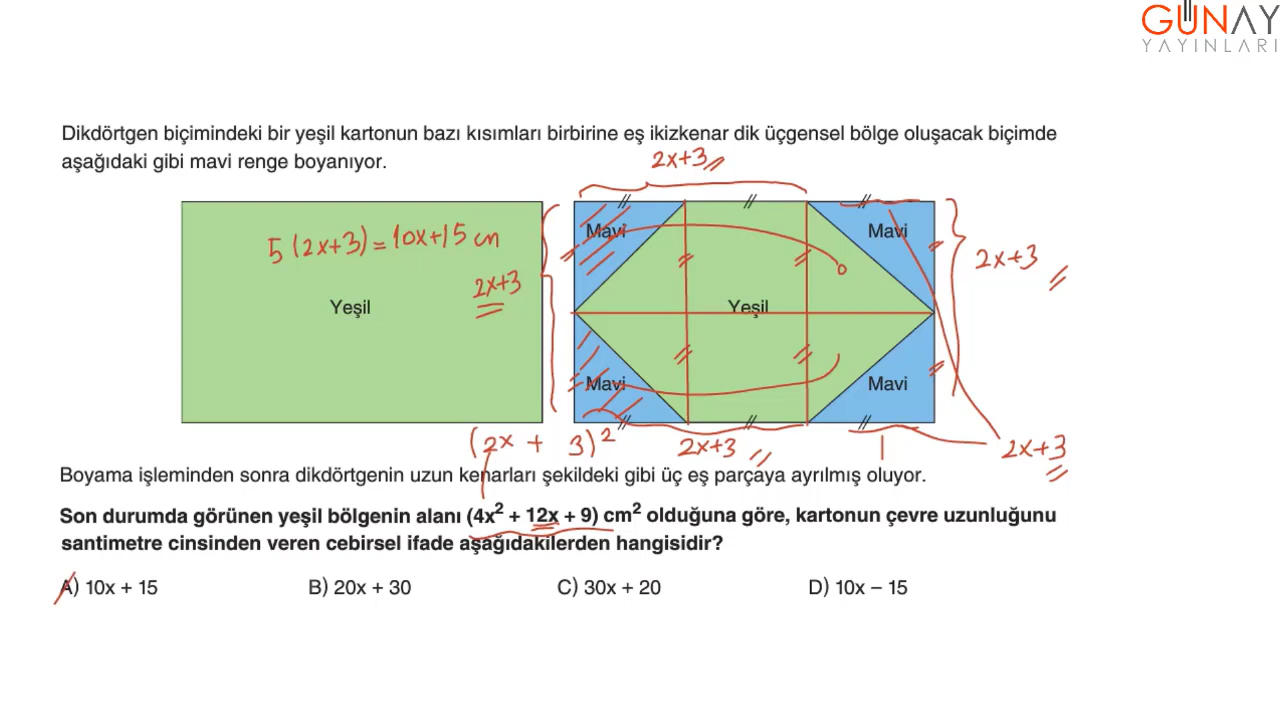 GÜNAY
YAYINLARI
Dikdörtgen biçimindeki bir yeşil kartonun bazı kısımları birbirine eş ikizkenar dik üçgensel bölge oluşacak biçimde
aşağıdaki gibi mavi renge boyanıyor.
2x+3
5 (2x+3) = 10x+15 cm
2x+3
Yeşil
Mavi
Mavi
Yeşil
Mavi
Mavi
2x+3
(2x + 3)²
2x+3
1
2x+3
Boyama işleminden sonra dikdörtgenin uzun kenarları şekildeki gibi üç eş parçaya ayrılmış oluyor.
Son durumda görünen yeşil bölgenin alanı (4x² + 12x + 9) cm² olduğuna göre, kartonun çevre uzunluğunu
santimetre cinsinden veren cebirsel ifade aşağıdakilerden hangisidir?
A) 10x + 15 B) 20x + 30 C) 30x + 20 D) 10x – 15